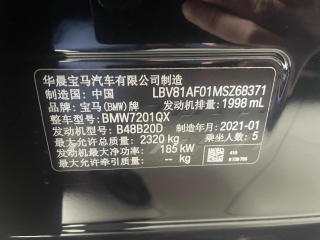 华晨宝马汽车有限公司制造
制造国: 中国 LBV81AF01MSZ68371
品牌: 宝马(BMW)牌 发动机排量: 1998 mL
整车型号: BMW7201QX
发动机型号: B48B20D 制造年月: 2021-01
最大允许总质量: 2320 kg 乘坐人数: 5
发动机最大净功率: 185 kW
最大允许牵引质量: — kg